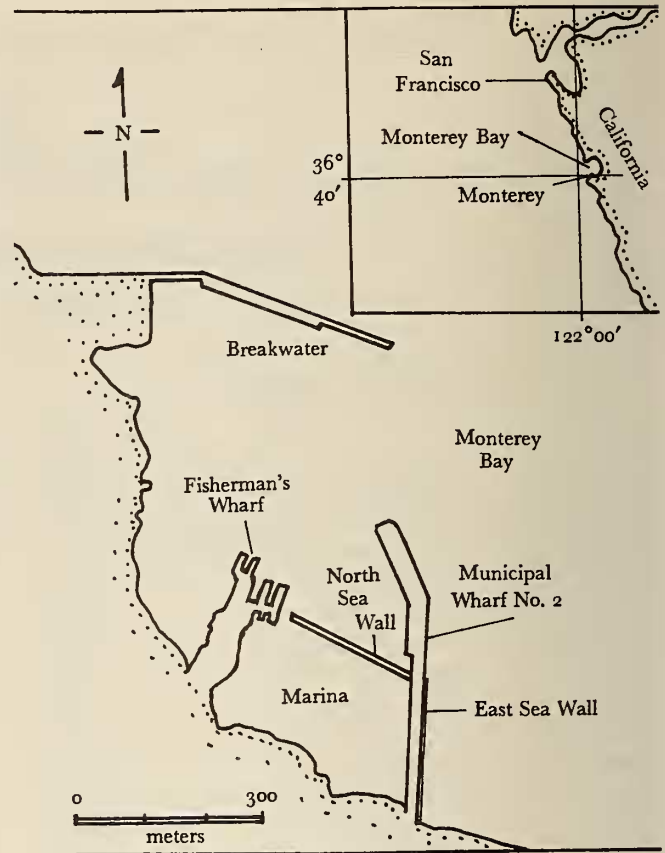 San
Francisco
N
Monterey Bay
California
36°
40'
Monterey
122°00'
Breakwater
Monterey
Bay
Fisherman's
Wharf
North
Sea
Wall
Municipal
Wharf No. 2
Marina
East Sea Wall
0 300
meters